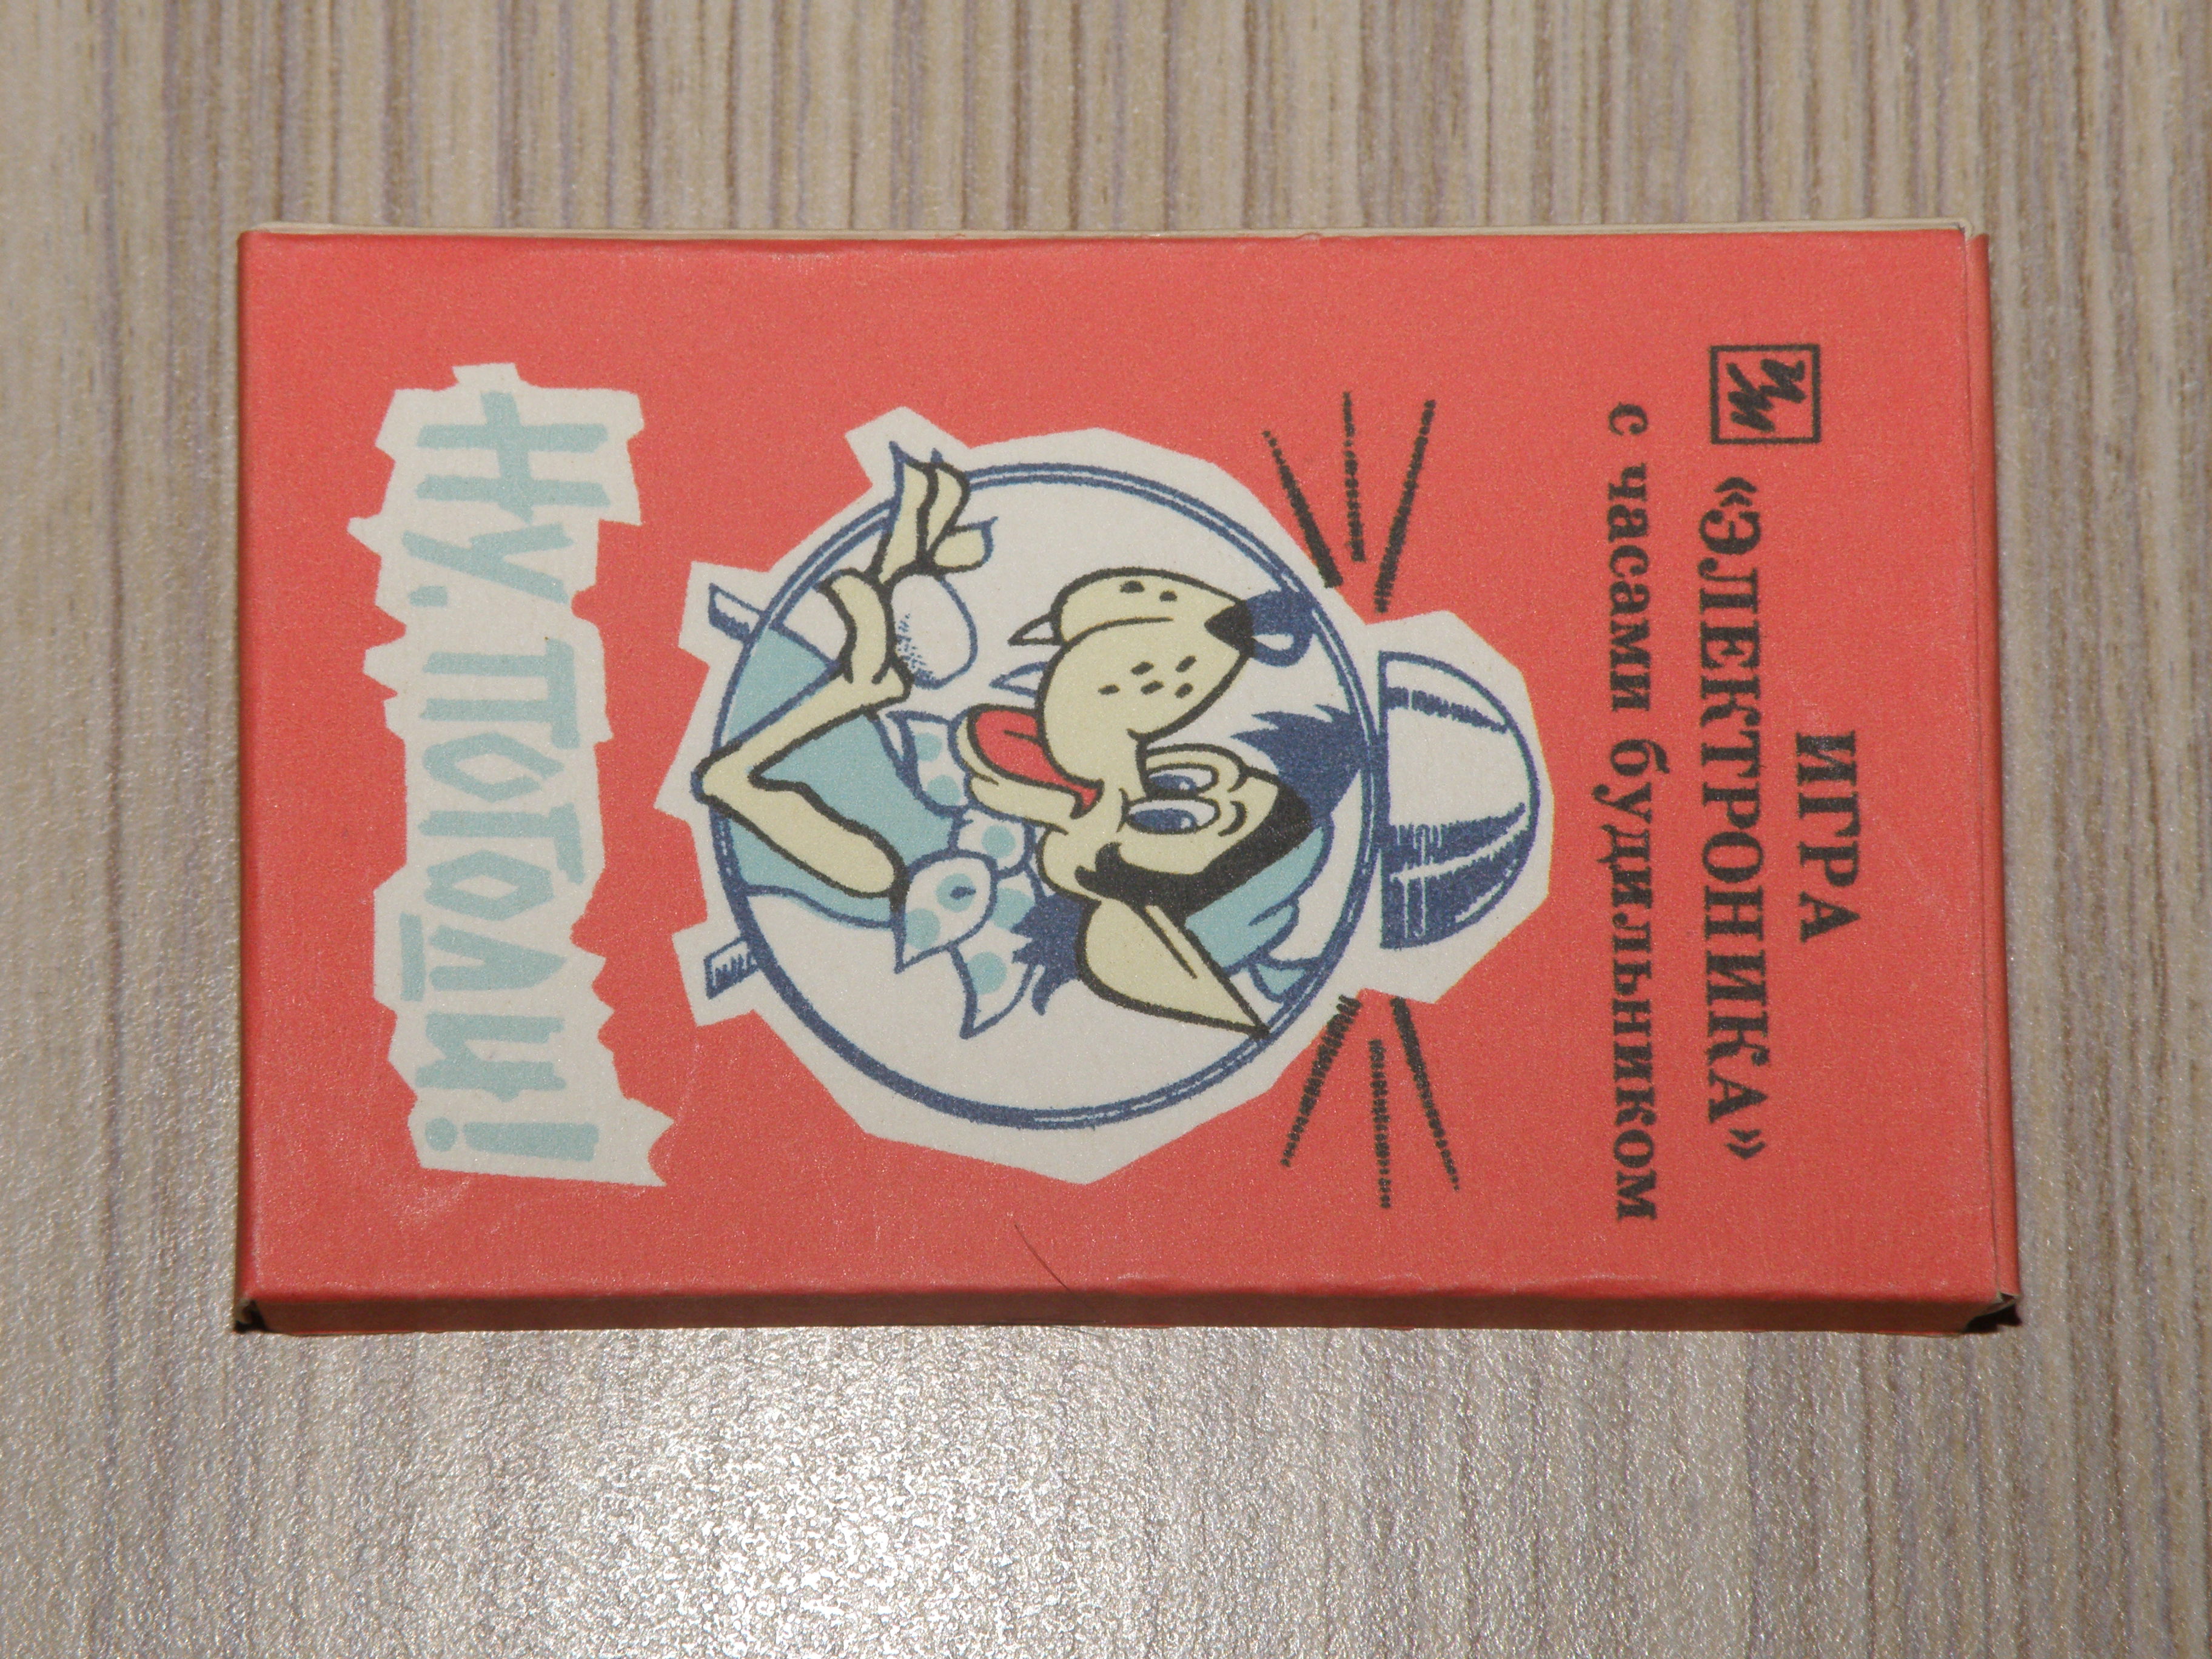 ИГРА
«ЭЛЕКТРОНИКА»
с часами будильником
НУ, ПОГОДИ!